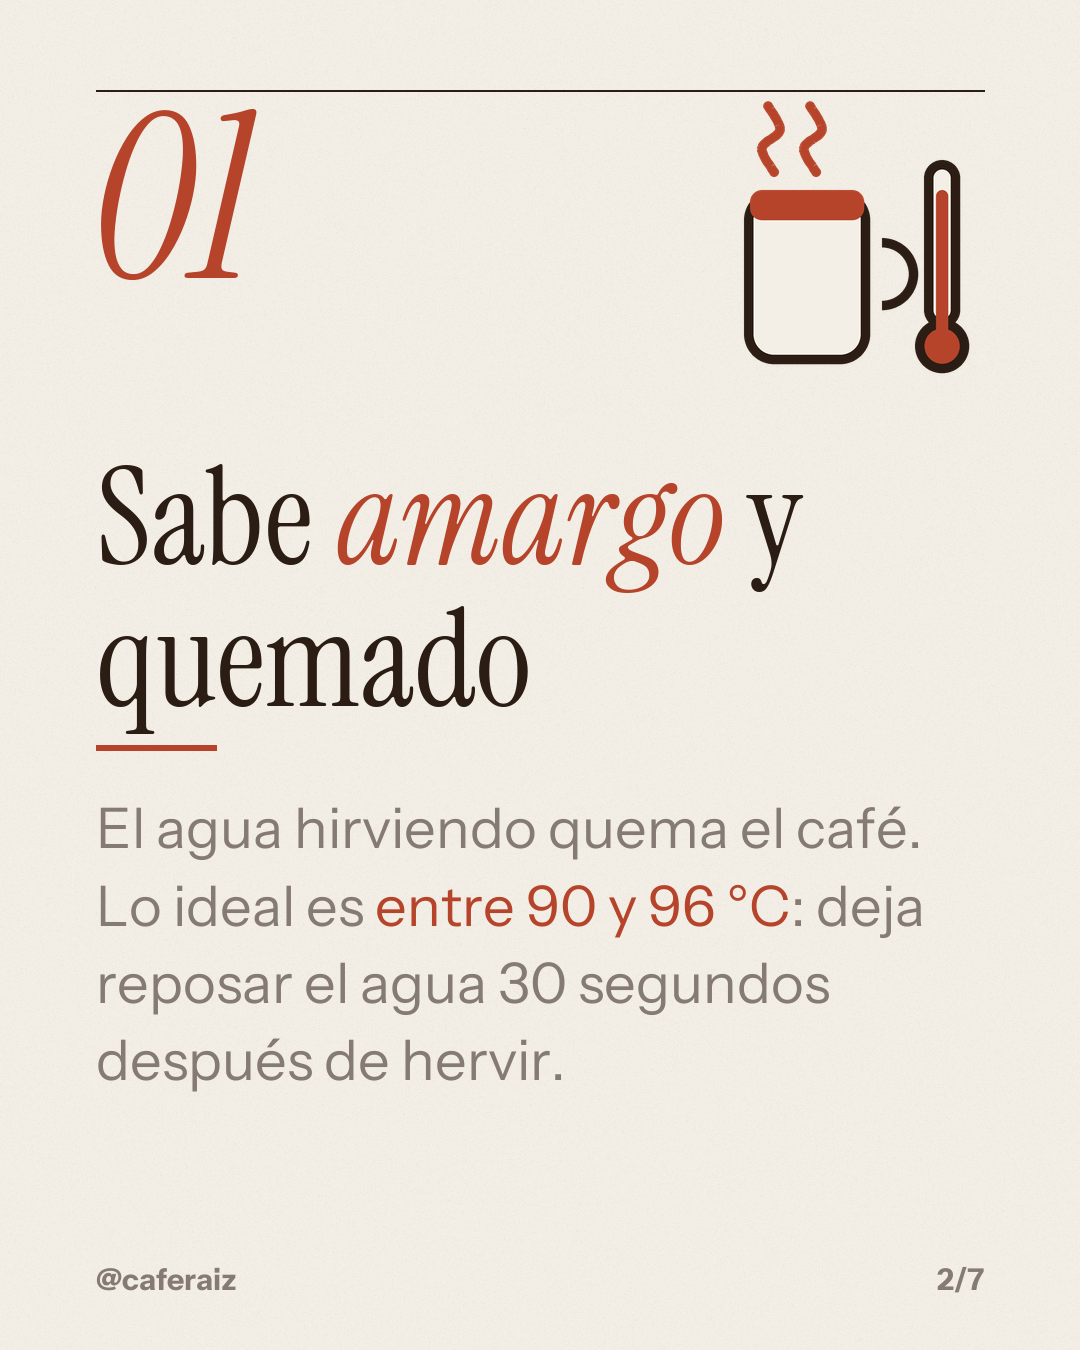 01
Sabe amargo y
quemado
El agua hirviendo quema el café.
Lo ideal es entre 90 y 96 °C: deja
reposar el agua 30 segundos
después de hervir.
@caferaiz
2/7